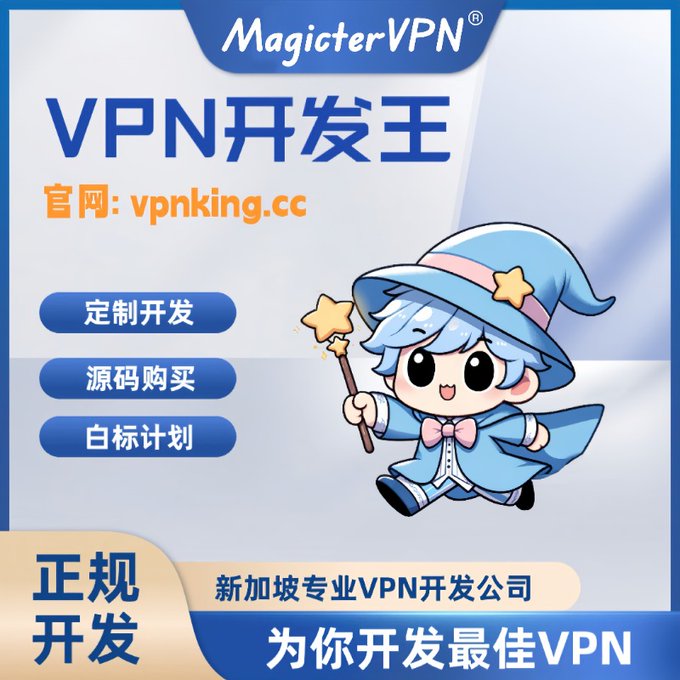 MagicterVPN®
VPN开发王
官网: vpnking.cc
定制开发
源码购买
白标计划
正规
开发
新加坡专业VPN开发公司
为你开发最佳VPN